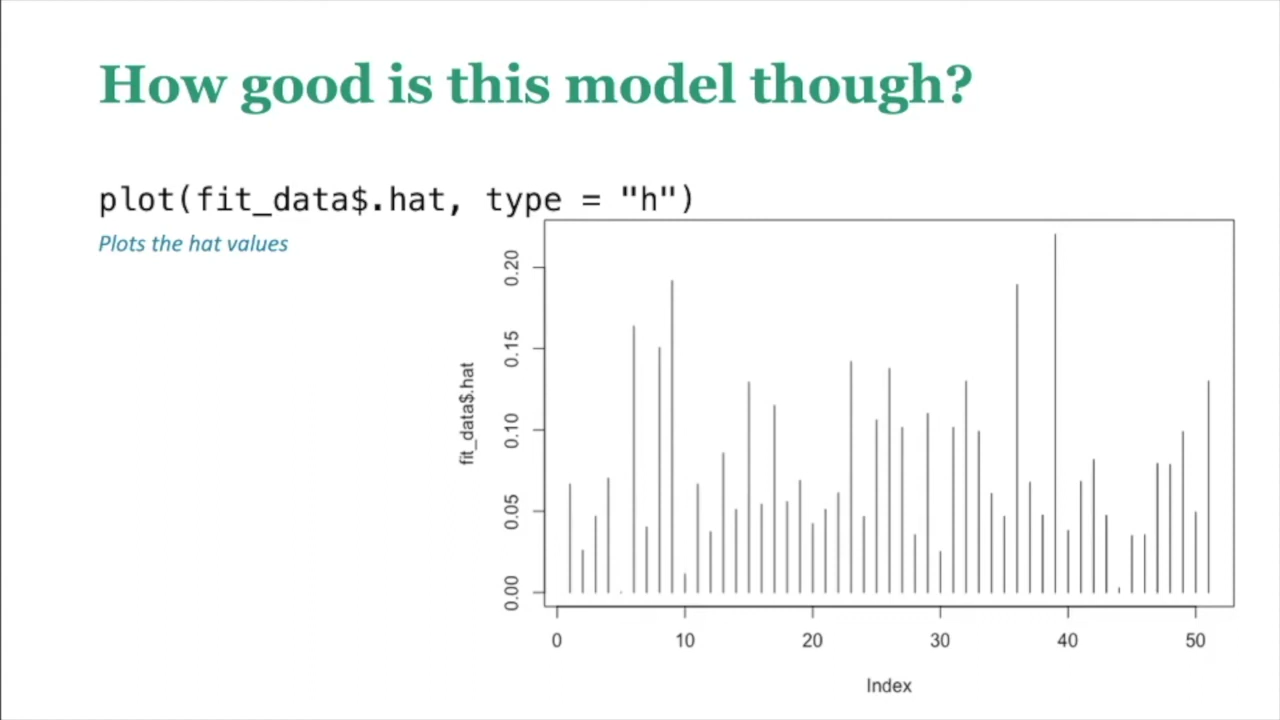 How good is this model though?
plot(fit_data$.hat, type = "h")
Plots the hat values
fit_data$.hat
0.20
0.15
0.10
0.05
0.00
0 10 20 30 40 50
Index